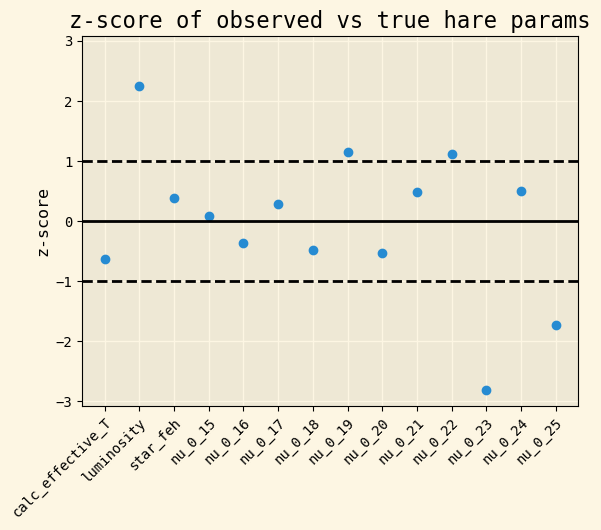 z-score of observed vs true hare params
z-score
3
2
1
0
−1
−2
−3
calc_effective_T
luminosity
star_feh
nu_0_15
nu_0_16
nu_0_17
nu_0_18
nu_0_19
nu_0_20
nu_0_21
nu_0_22
nu_0_23
nu_0_24
nu_0_25